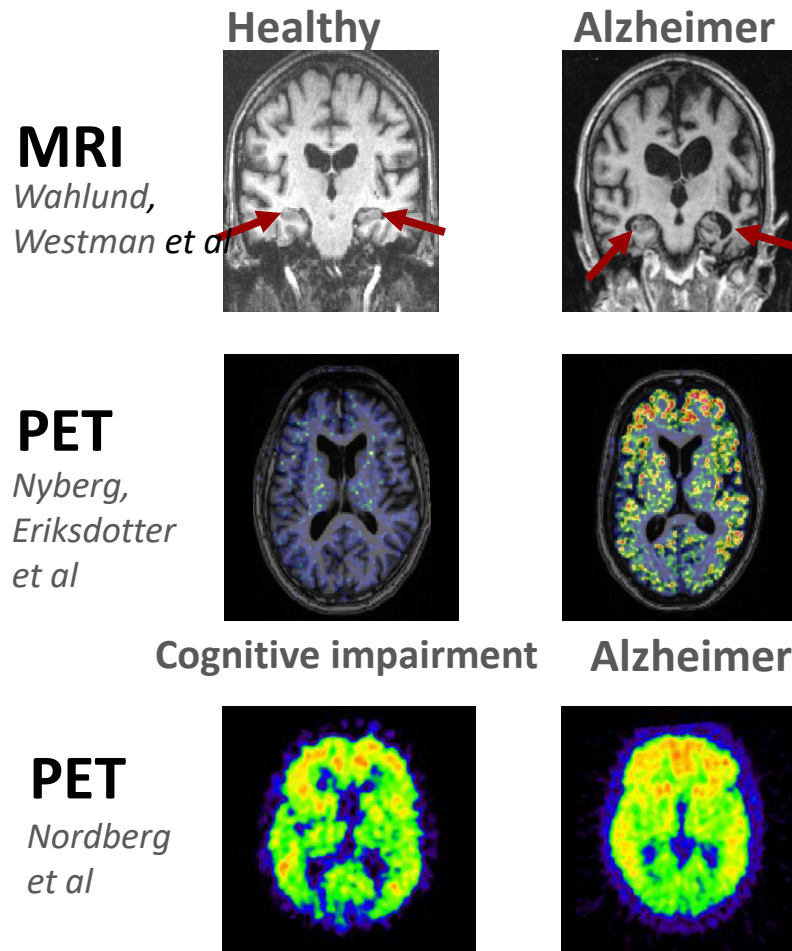 Healthy Alzheimer
MRI
Wahlund,
Westman et al
PET
Nyberg,
Eriksdotter
et al
Cognitive impairment Alzheimer
PET
Nordberg
et al